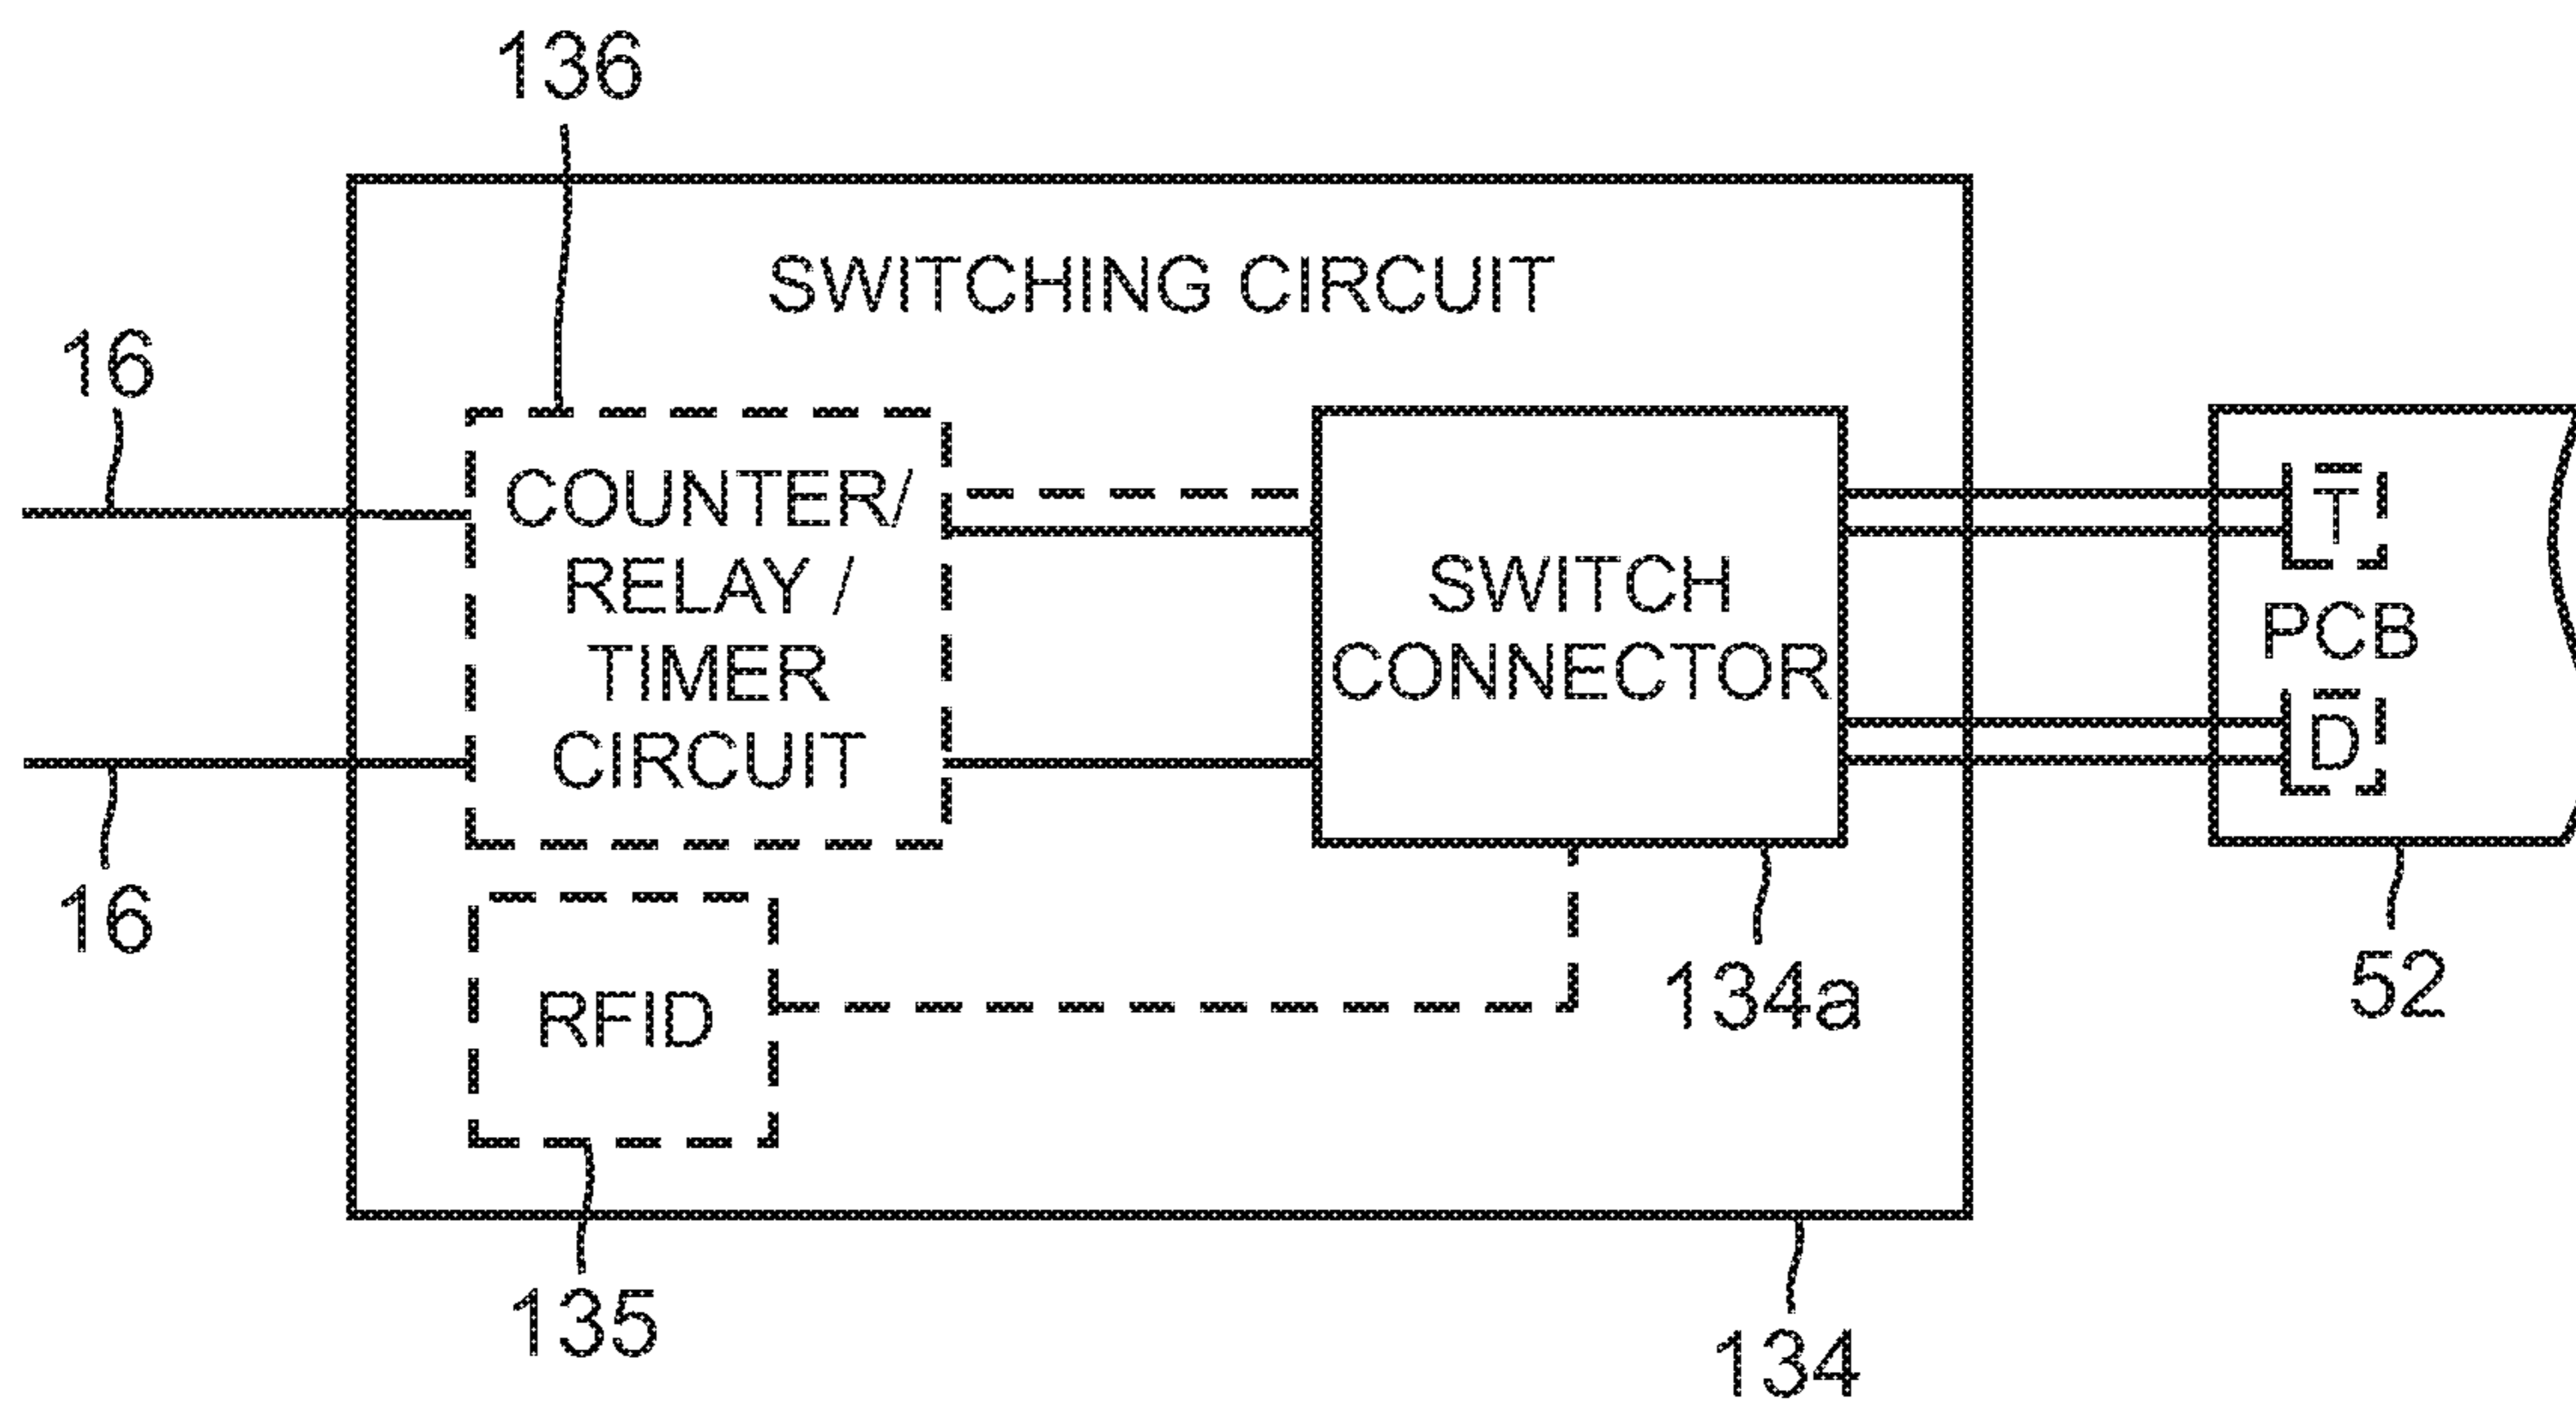 136
SWITCHING CIRCUIT
16
COUNTER/
RELAY /
TIMER
CIRCUIT
SWITCH
CONNECTOR
T
PCB
D
16
RFID
134a
52
135
134